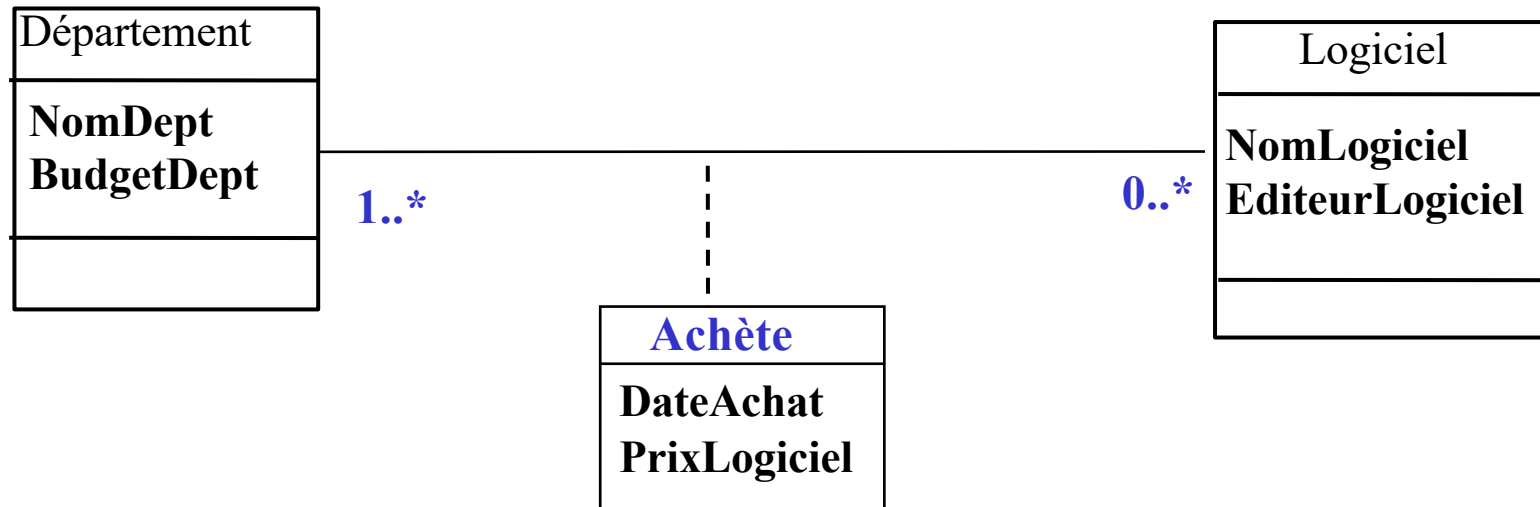 Département
NomDept
BudgetDept
1..*
0..*
Logiciel
NomLogiciel
EditeurLogiciel
Achète
DateAchat
PrixLogiciel